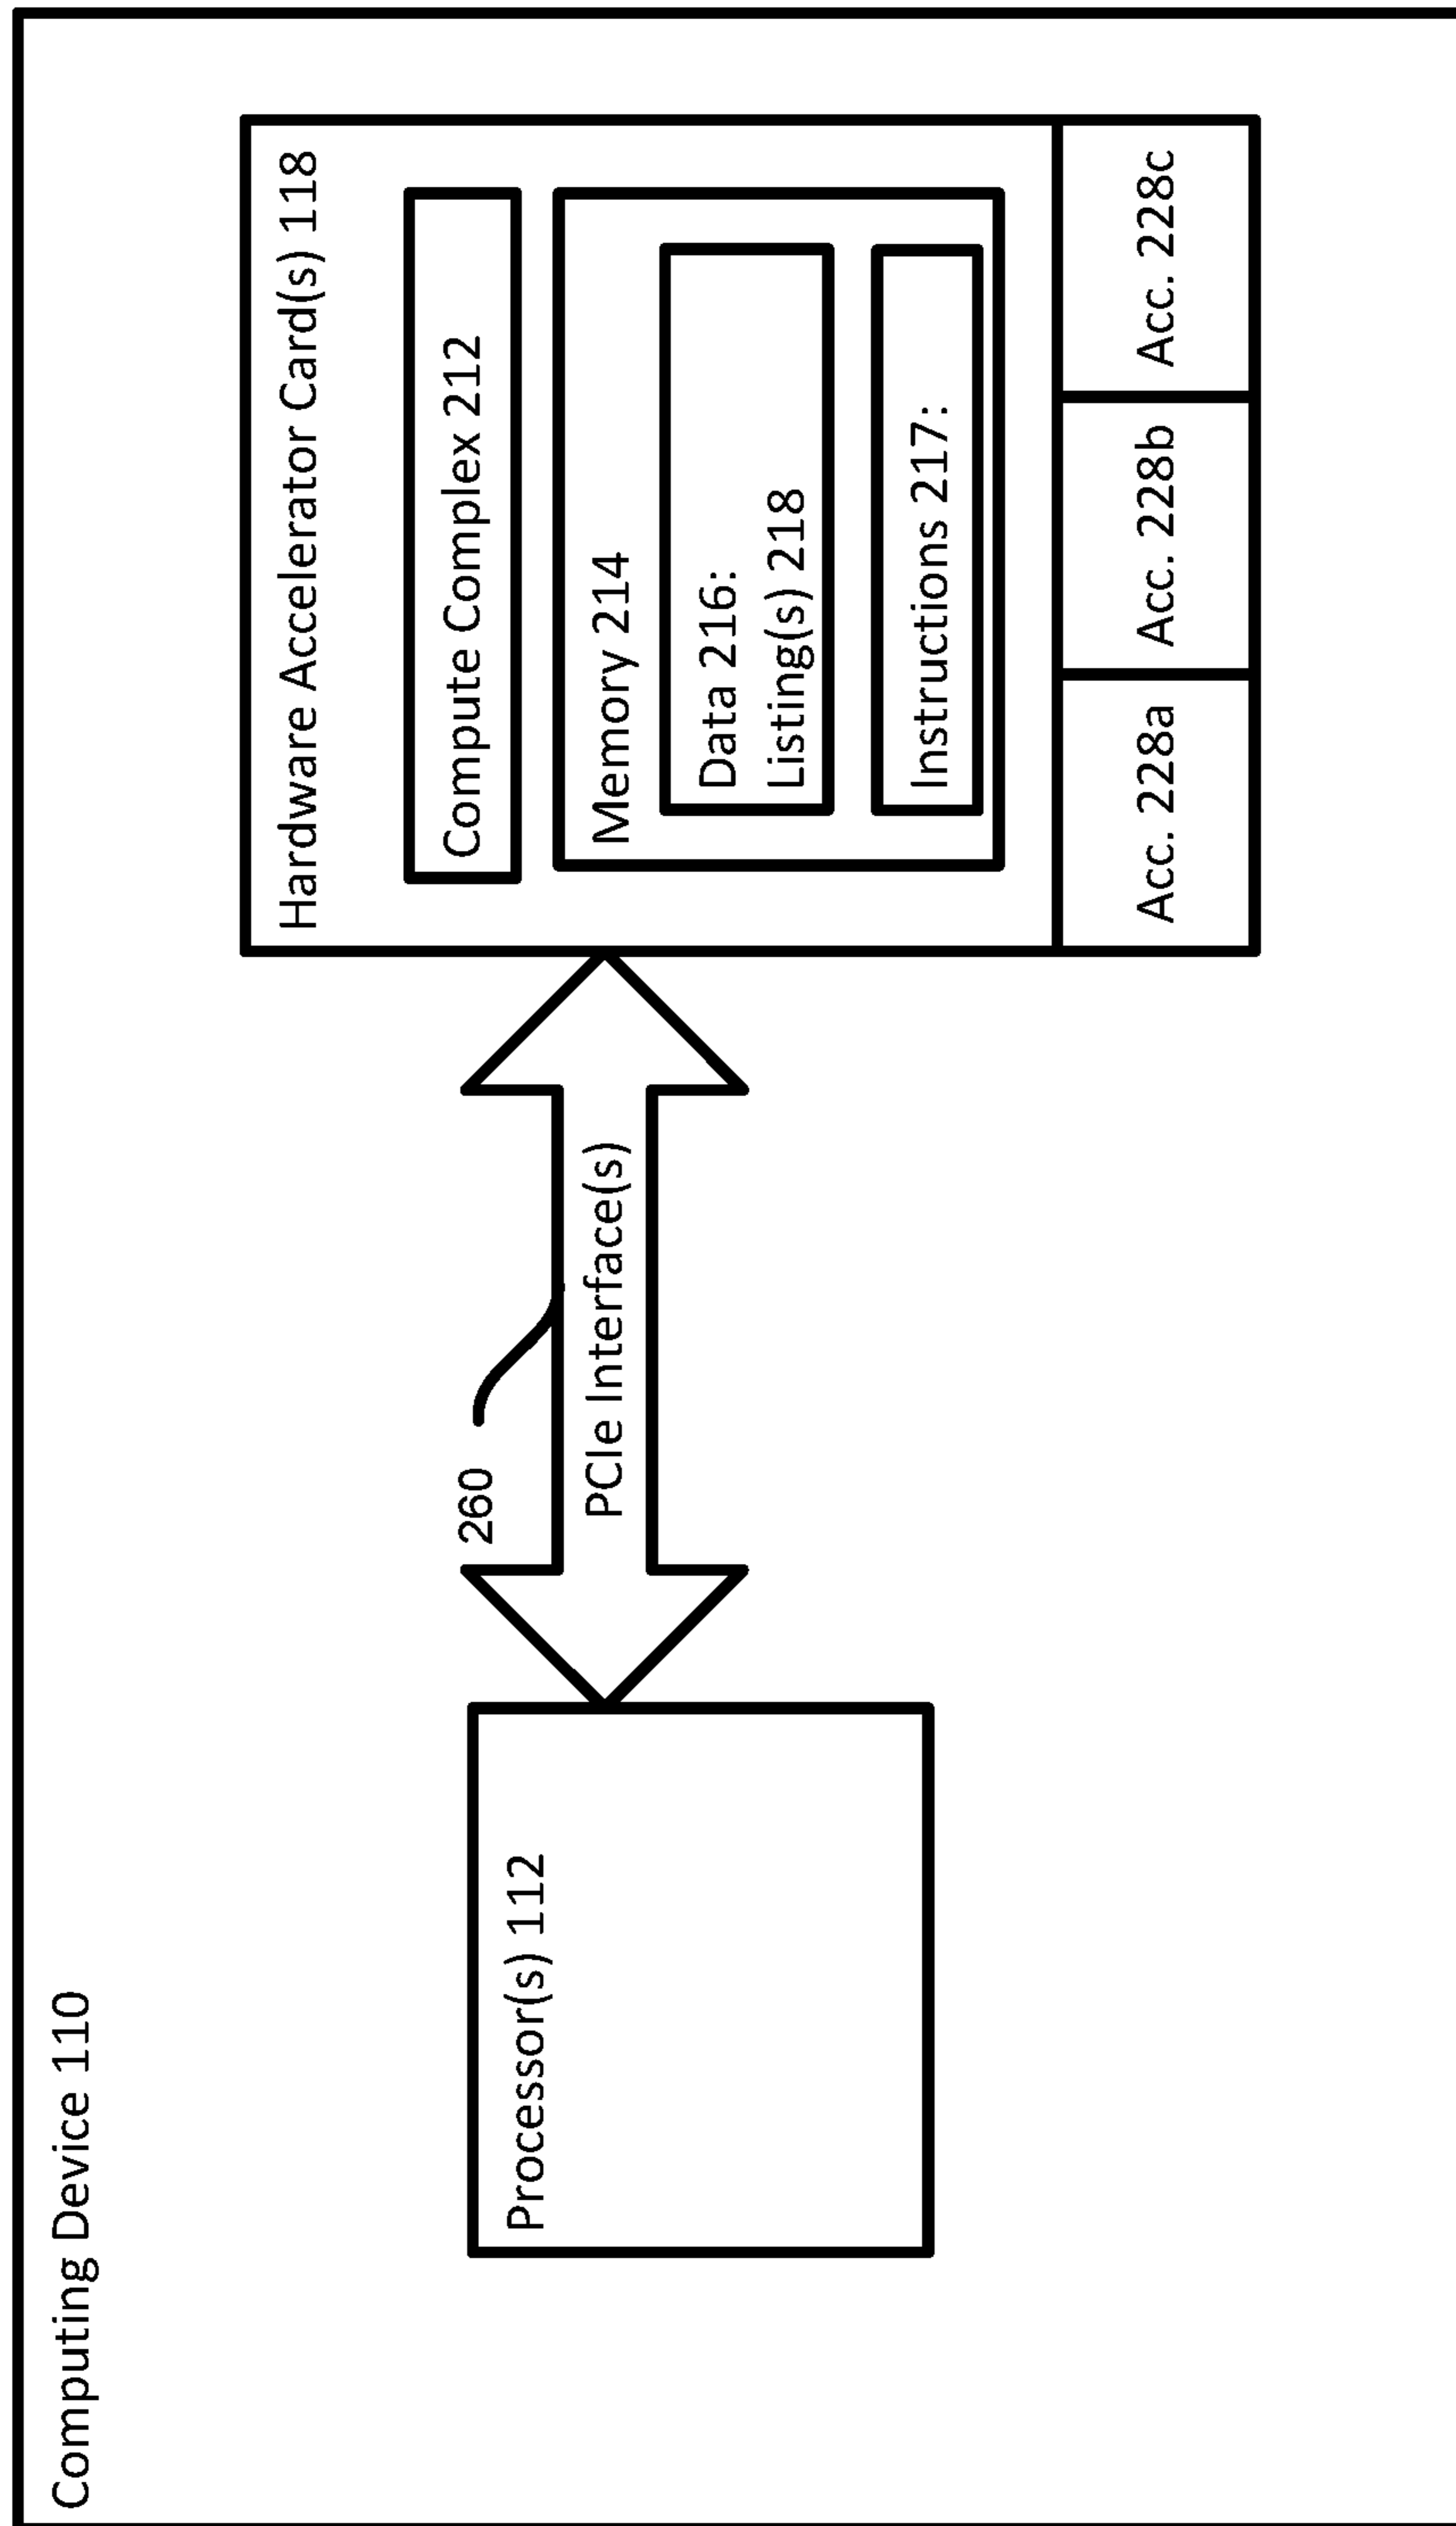 Computing Device 110
Processor(s) 112
260
PCIe Interface(s)
Hardware Accelerator Card(s) 118
Compute Complex 212
Memory 214
Data 216:
Listing(s) 218
Instructions 217:
Acc. 228a
Acc. 228b
Acc. 228c